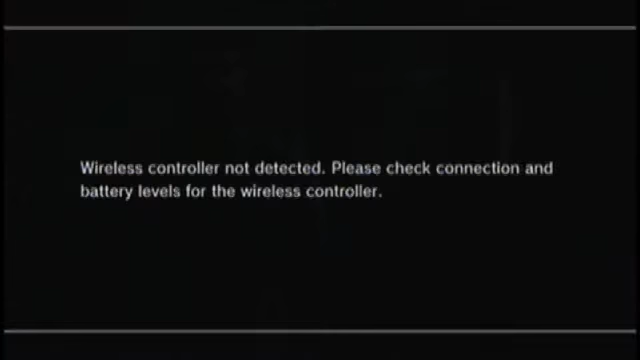 Wireless controller not detected. Please check connection and
battery levels for the wireless controller.